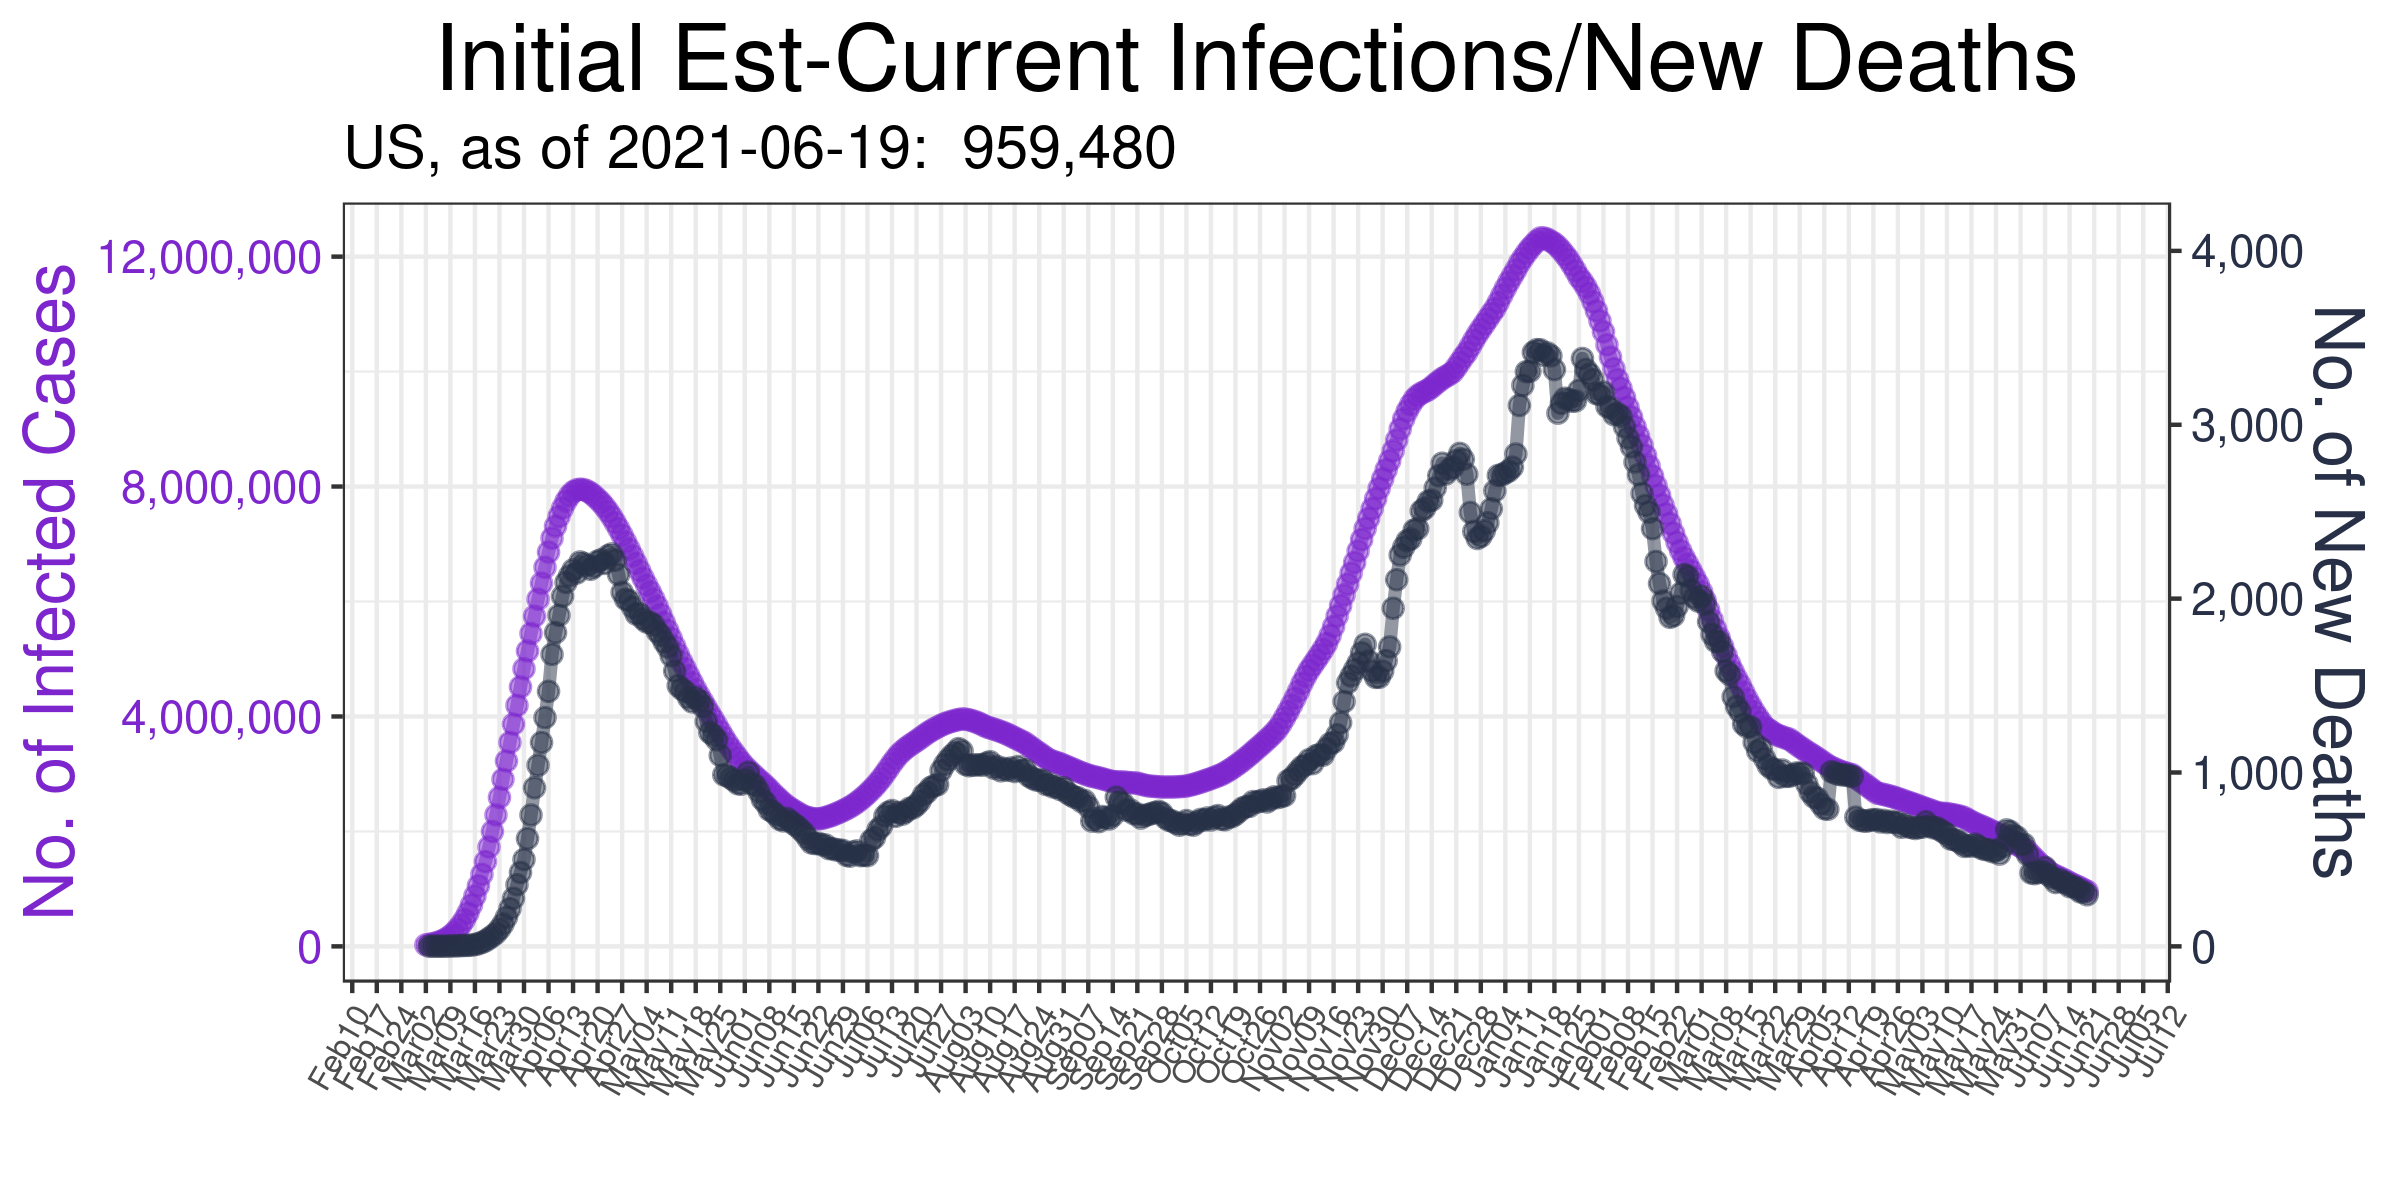 Initial Est-Current Infections/New Deaths
US, as of 2021-06-19: 959,480
No. of Infected Cases
12,000,000
8,000,000
4,000,000
0
4,000
3,000
2,000
1,000
0
No. of New Deaths
Feb10
Feb17
Feb24
Mar02
Mar09
Mar16
Mar23
Mar30
Apr06
Apr13
Apr20
Apr27
May04
May11
May18
May25
Jun01
Jun08
Jun15
Jun22
Jun29
Jul06
Jul13
Jul20
Jul27
Aug03
Aug10
Aug17
Aug24
Aug31
Sep07
Sep14
Sep21
Sep28
Oct05
Oct12
Oct19
Oct26
Nov02
Nov09
Nov16
Nov23
Nov30
Dec07
Dec14
Dec21
Dec28
Jan04
Jan11
Jan18
Jan25
Feb01
Feb08
Feb15
Feb22
Mar01
Mar08
Mar15
Mar22
Mar29
Apr05
Apr12
Apr19
Apr26
May03
May10
May17
May24
May31
Jun07
Jun14
Jun21
Jun28
Jul05
Jul12